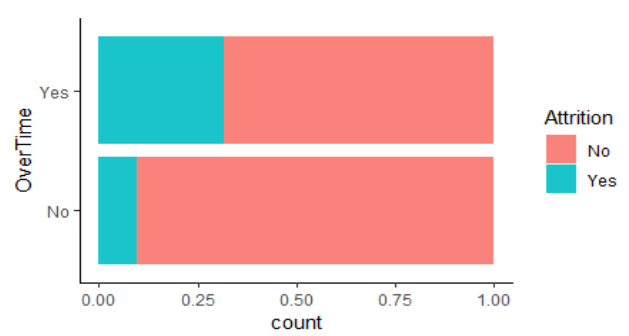 OverTime
Yes
No
0.00 0.25 0.50 0.75 1.00
count
Attrition
No
Yes